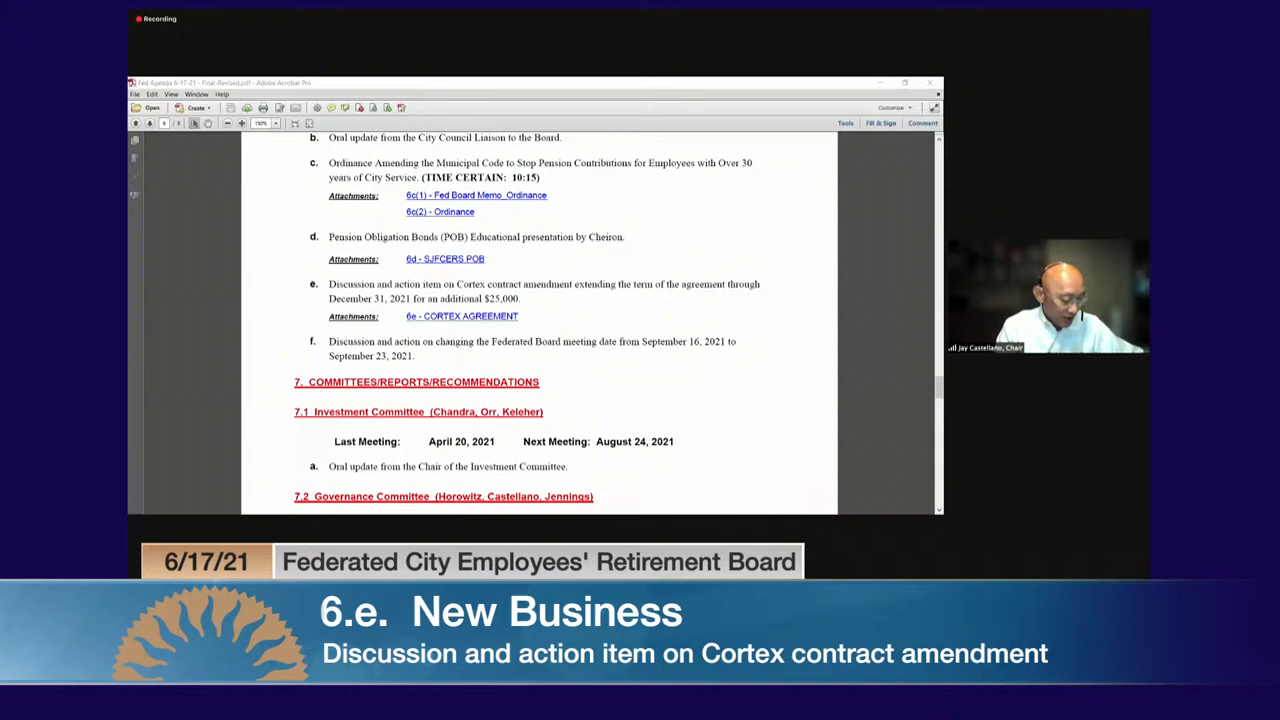 Recording
Fed Agenda 6-17-21 - Final-Revised.pdf - Adobe Acrobat Pro
File Edit View Window Help
Open Create Customize
8 / 8 150% Tools Fill & Sign Comment
b. Oral update from the City Council Liaison to the Board.
c. Ordinance Amending the Municipal Code to Stop Pension Contributions for Employees with Over 30
years of City Service. (TIME CERTAIN: 10:15)
Attachments: 6c(1) - Fed Board Memo_Ordinance
6c(2) - Ordinance
d. Pension Obligation Bonds (POB) Educational presentation by Cheiron.
Attachments: 6d - SJFCERS POB
e. Discussion and action item on Cortex contract amendment extending the term of the agreement through
December 31, 2021 for an additional $25,000.
Attachments: 6e - CORTEX AGREEMENT
f. Discussion and action on changing the Federated Board meeting date from September 16, 2021 to
September 23, 2021.
7. COMMITTEES/REPORTS/RECOMMENDATIONS
7.1 Investment Committee (Chandra, Orr, Keleher)
Last Meeting: April 20, 2021 Next Meeting: August 24, 2021
a. Oral update from the Chair of the Investment Committee.
7.2 Governance Committee (Horowitz, Castellano, Jennings)
Jay Castellano, Chair
6/17/21 Federated City Employees' Retirement Board
6.e. New Business
Discussion and action item on Cortex contract amendment